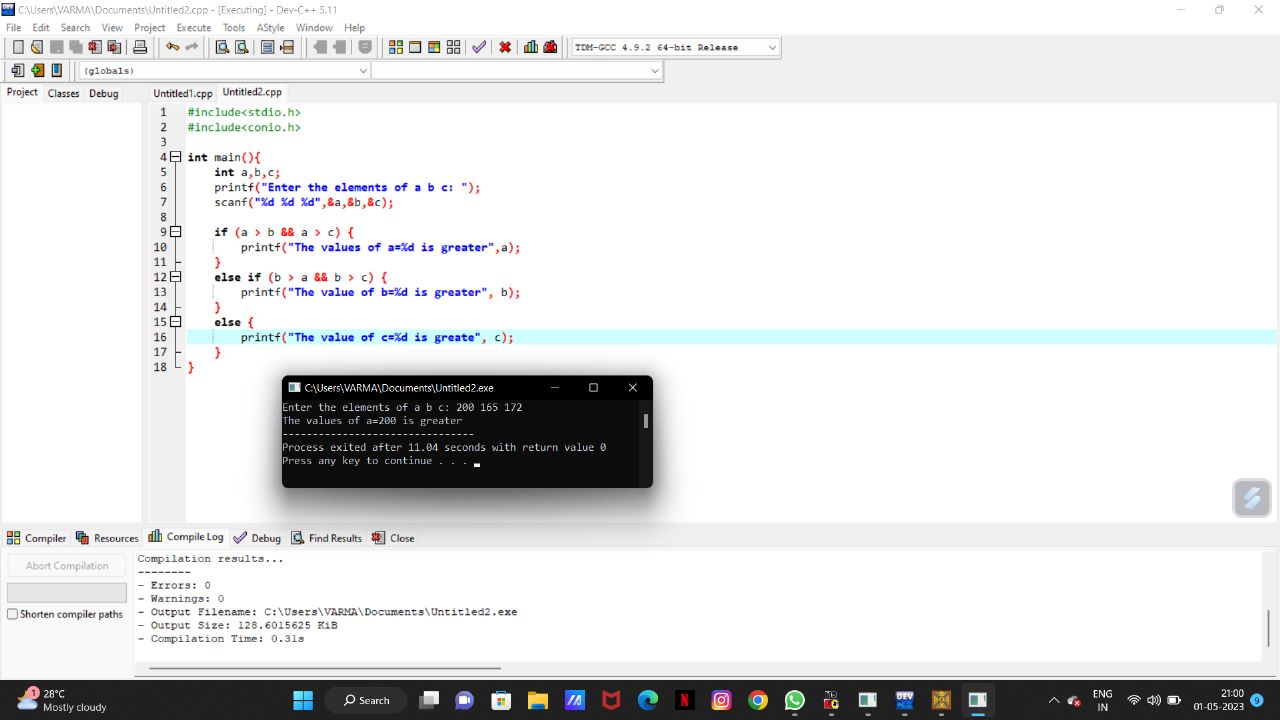 C:\Users\VARMA\Documents\Untitled2.cpp - [Executing] - Dev-C++ 5.11
File Edit Search View Project Execute Tools AStyle Window Help
TDM-GCC 4.9.2 64-bit Release
(globals)
Project Classes Debug
Untitled1.cpp Untitled2.cpp
1 #include<stdio.h>
2 #include<conio.h>
3
4 int main(){
5 int a,b,c;
6 printf("Enter the elements of a b c: ");
7 scanf("%d %d %d",&a,&b,&c);
8
9 if (a > b && a > c) {
10 printf("The values of a=%d is greater",a);
11 }
12 else if (b > a && b > c) {
13 printf("The value of b=%d is greater", b);
14 }
15 else {
16 printf("The value of c=%d is greate", c);
17 }
18 }
C:\Users\VARMA\Documents\Untitled2.exe
Enter the elements of a b c: 200 165 172
The values of a=200 is greater
--------------------------------
Process exited after 11.04 seconds with return value 0
Press any key to continue . . .
Compiler Resources Compile Log Debug Find Results Close
Abort Compilation
Shorten compiler paths
Compilation results...
--------
- Errors: 0
- Warnings: 0
- Output Filename: C:\Users\VARMA\Documents\Untitled2.exe
- Output Size: 128.6015625 KiB
- Compilation Time: 0.31s
1
28°C
Mostly cloudy
Search
ENG
IN
21:00
01-05-2023
9